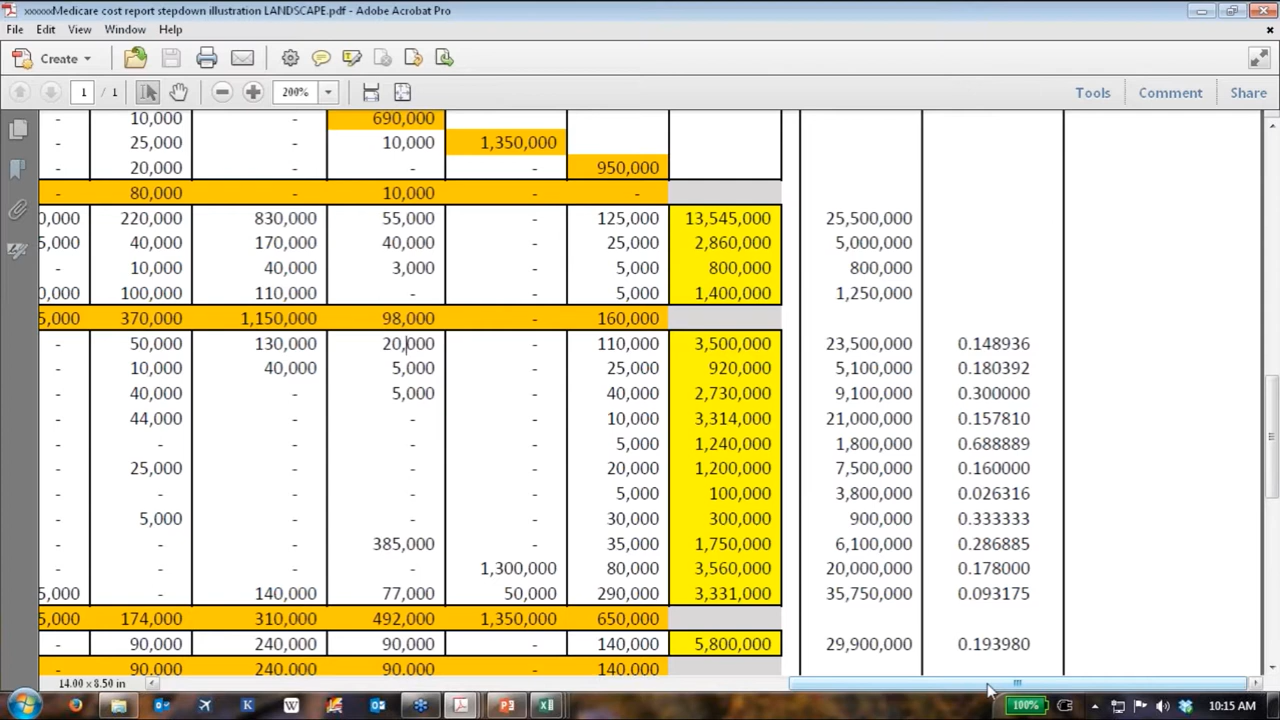 xxxxxMedicare cost report stepdown illustration LANDSCAPE.pdf - Adobe Acrobat Pro
File Edit View Window Help
Create
1 / 1 200% Tools Comment Share
- 10,000 - 690,000
- 25,000 - 10,000 1,350,000
- 20,000 - - - 950,000
- 80,000 - 10,000 - -
0,000 220,000 830,000 55,000 - 125,000 13,545,000 25,500,000
5,000 40,000 170,000 40,000 - 25,000 2,860,000 5,000,000
- 10,000 40,000 3,000 - 5,000 800,000 800,000
0,000 100,000 110,000 - - 5,000 1,400,000 1,250,000
5,000 370,000 1,150,000 98,000 - 160,000
- 50,000 130,000 20,000 - 110,000 3,500,000 23,500,000 0.148936
- 10,000 40,000 5,000 - 25,000 920,000 5,100,000 0.180392
- 40,000 - 5,000 - 40,000 2,730,000 9,100,000 0.300000
- 44,000 - - - 10,000 3,314,000 21,000,000 0.157810
- - - - - 5,000 1,240,000 1,800,000 0.688889
- 25,000 - - - 20,000 1,200,000 7,500,000 0.160000
- - - - - 5,000 100,000 3,800,000 0.026316
- 5,000 - - - 30,000 300,000 900,000 0.333333
- - - 385,000 - 35,000 1,750,000 6,100,000 0.286885
- - - - 1,300,000 80,000 3,560,000 20,000,000 0.178000
5,000 - 140,000 77,000 50,000 290,000 3,331,000 35,750,000 0.093175
5,000 174,000 310,000 492,000 1,350,000 650,000
- 90,000 240,000 90,000 - 140,000 5,800,000 29,900,000 0.193980
- 90,000 240,000 90,000 - 140,000
14.00 x 8.50 in
100% 10:15 AM